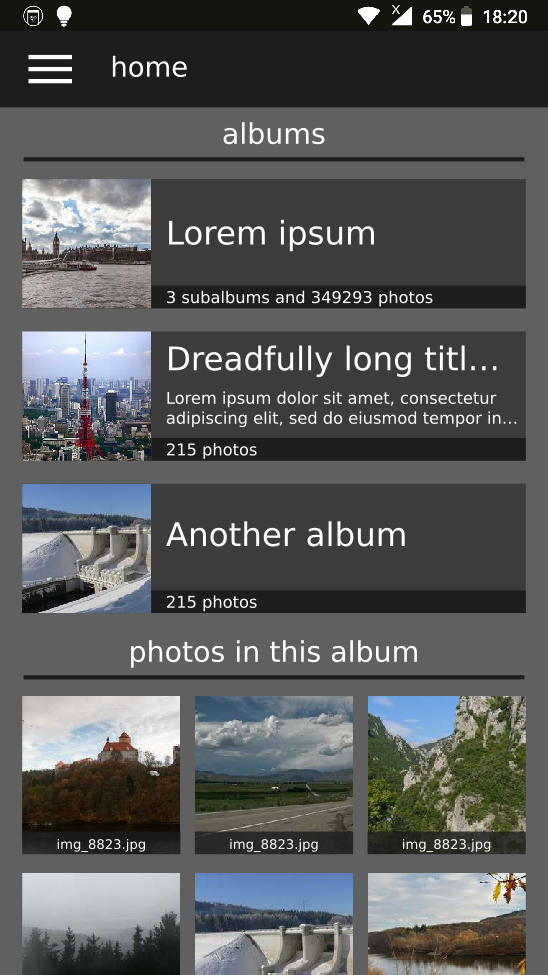 X 65% 18:20
home
albums
Lorem ipsum
3 subalbums and 349293 photos
Dreadfully long titl...
Lorem ipsum dolor sit amet, consectetur
adipiscing elit, sed do eiusmod tempor in...
215 photos
Another album
215 photos
photos in this album
img_8823.jpg img_8823.jpg img_8823.jpg